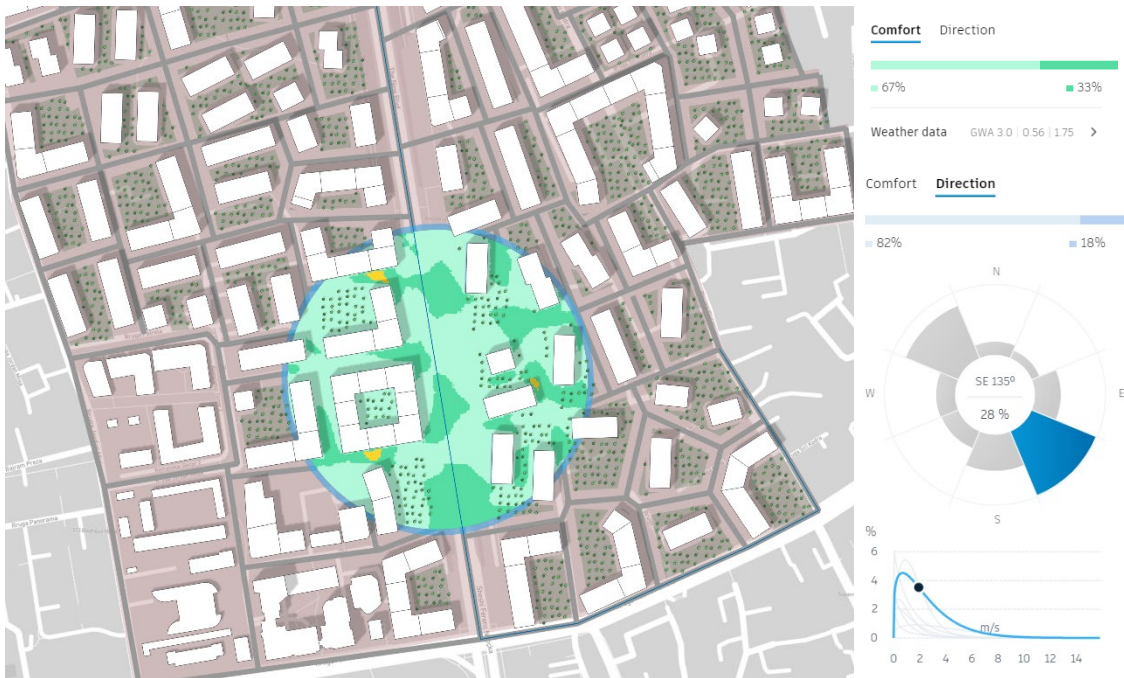 Comfort Direction
67% 33%
Weather data GWA 3.0 | 0.56 | 1.75 >
Comfort Direction
82% 18%
N
W
E
S
SE 135º
28 %
%
6
4
2
0
m/s
0 2 4 6 8 10 12 14